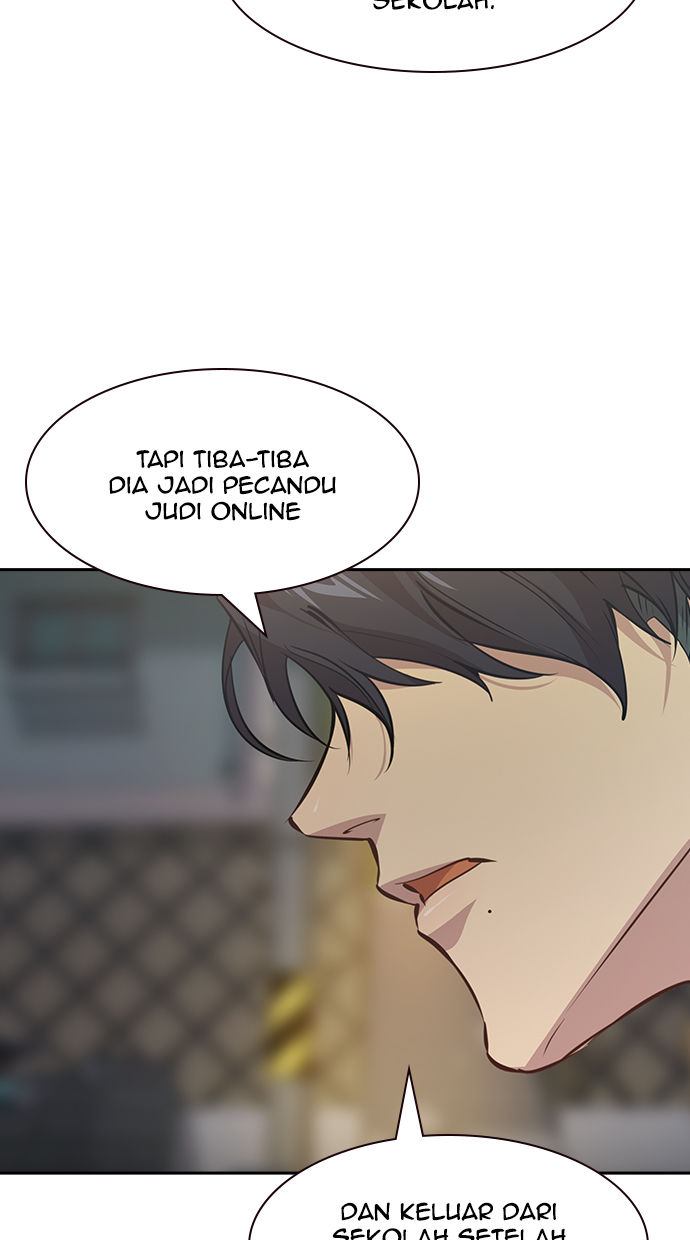 SEKOLAH.
TAPI TIBA-TIBA
DIA JADI PECANDU
JUDI ONLINE
DAN KELUAR DARI
SEKOLAH SETELAH